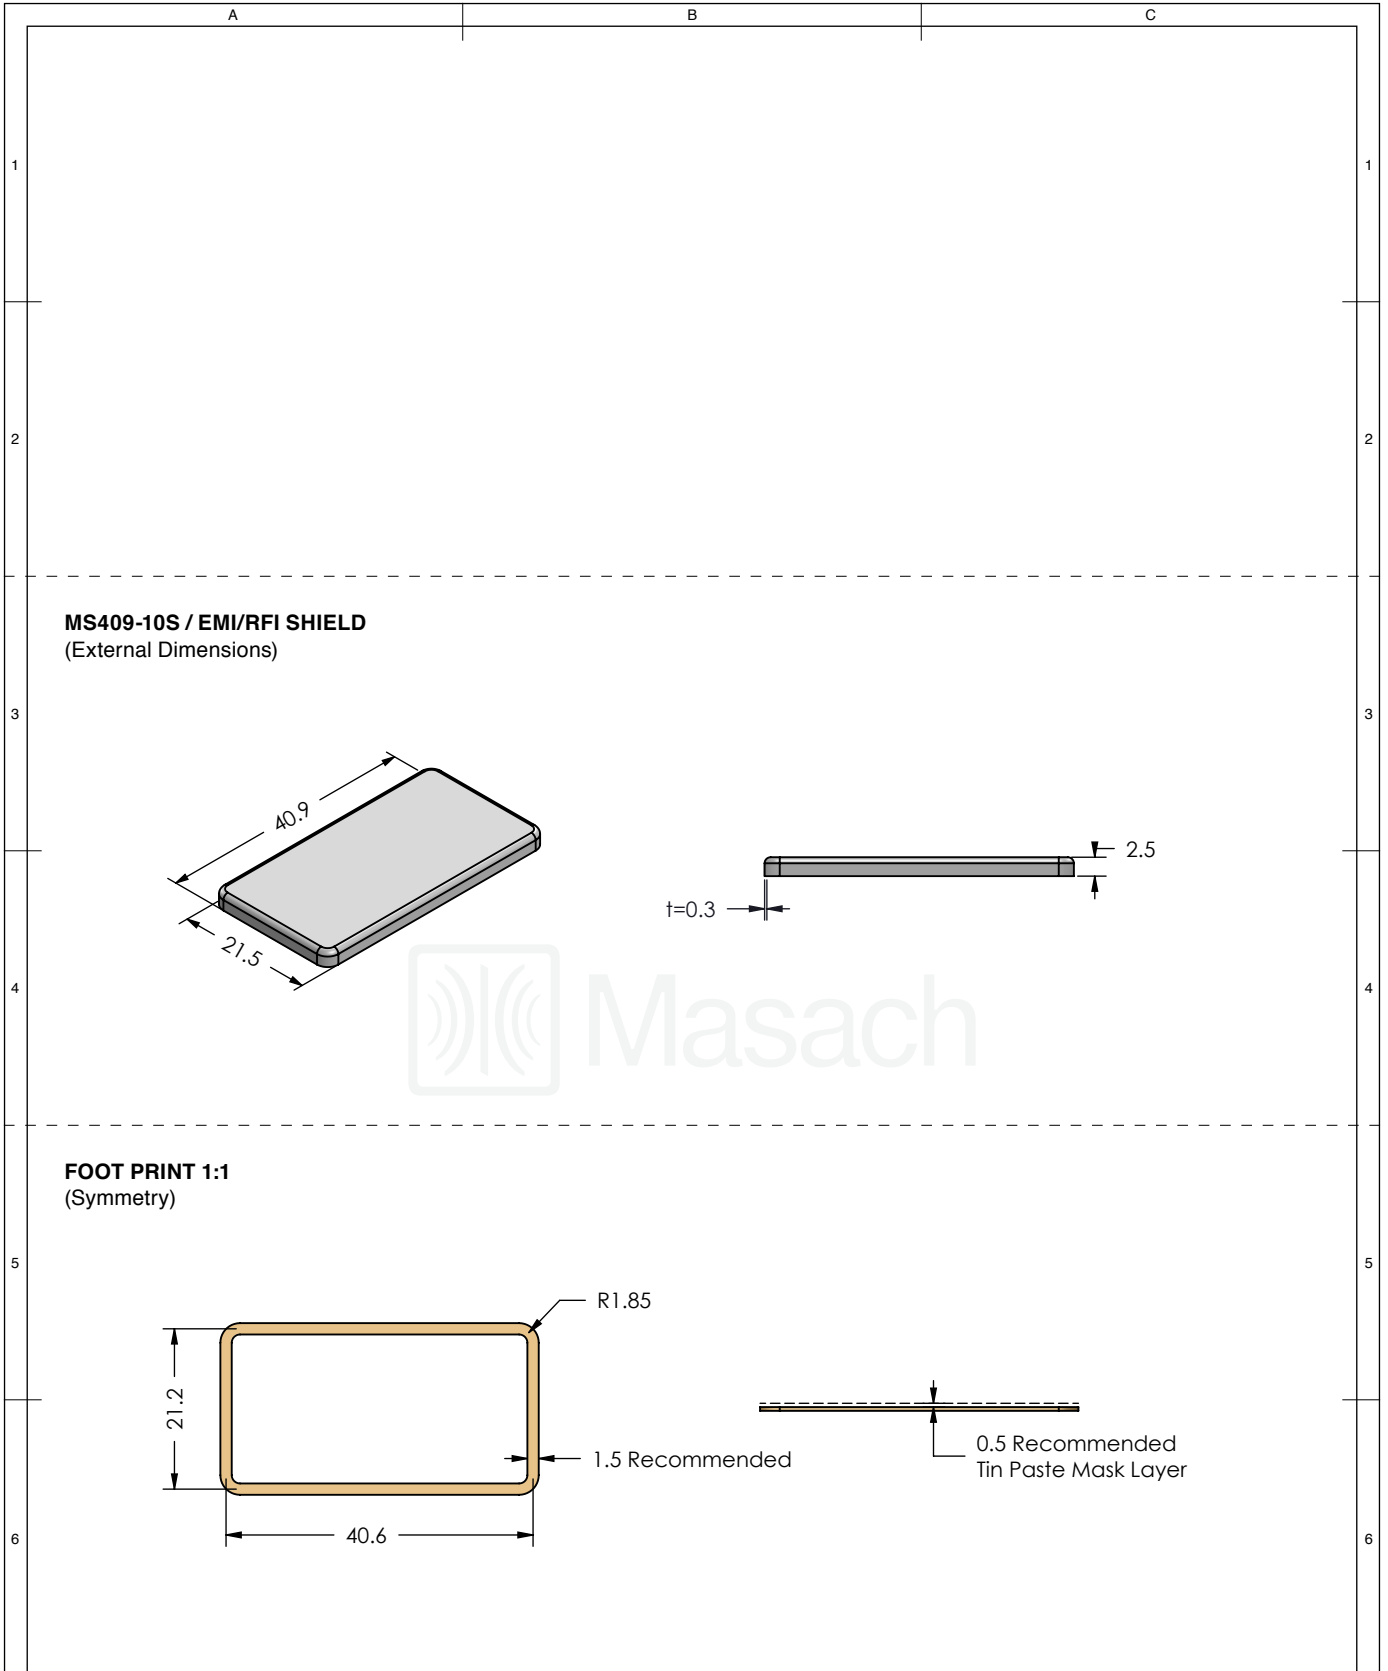 A B C
1 1
2 2
MS409-10S / EMI/RFI SHIELD
(External Dimensions)
3 3
40.9
2.5
t=0.3
21.5
4 4
Masach
FOOT PRINT 1:1
(Symmetry)
5 5
R1.85
21.2
0.5 Recommended
1.5 Recommended
Tin Paste Mask Layer
40.6
6 6